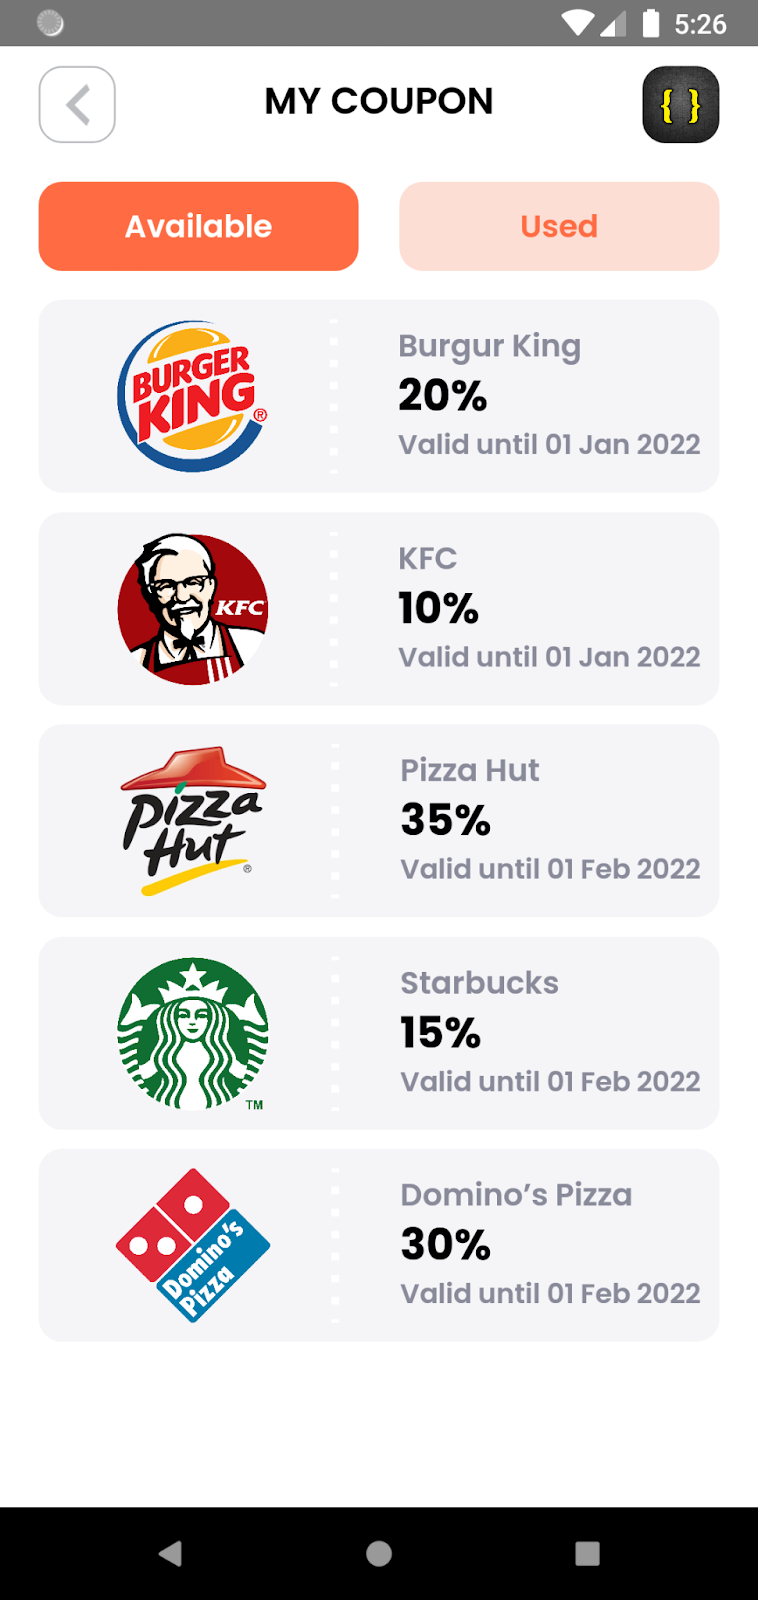 5:26
MY COUPON
{ }
Available
Used
BURGER
KING®
Burgur King
20%
Valid until 01 Jan 2022
KFC
KFC
10%
Valid until 01 Jan 2022
Pizza
Hut®
Pizza Hut
35%
Valid until 01 Feb 2022
TM
Starbucks
15%
Valid until 01 Feb 2022
Domino's
Pizza
Domino’s Pizza
30%
Valid until 01 Feb 2022